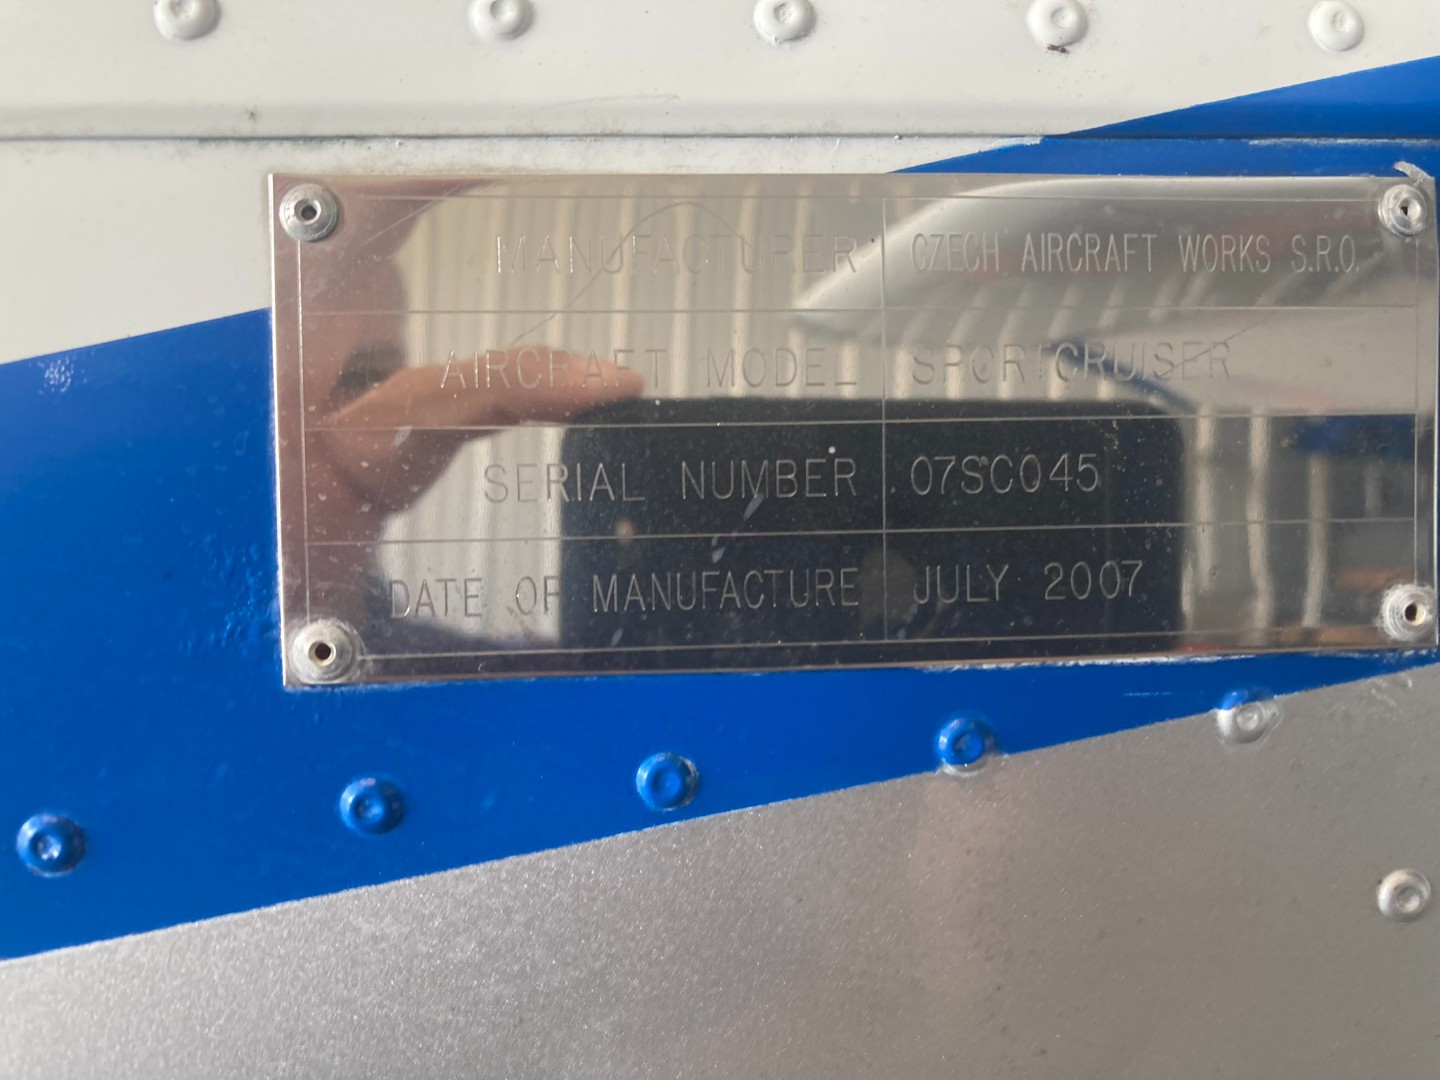 MANUFACTURER CZECH AIRCRAFT WORKS S.R.O.
AIRCRAFT MODEL SPORTCRUISER
SERIAL NUMBER 07SC045
DATE OF MANUFACTURE JULY 2007